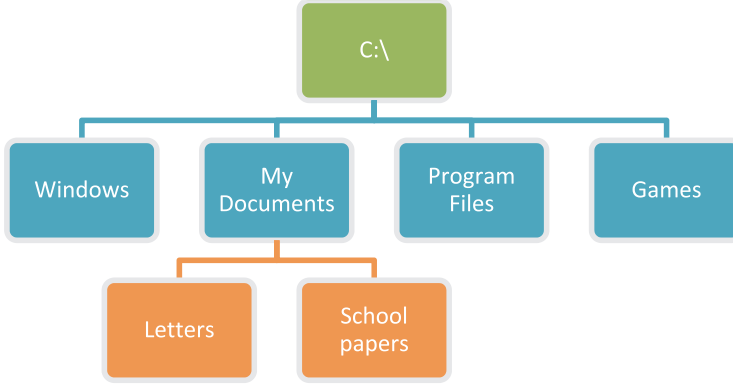 C:\
Windows
My
Documents
Program
Files
Games
Letters
School
papers